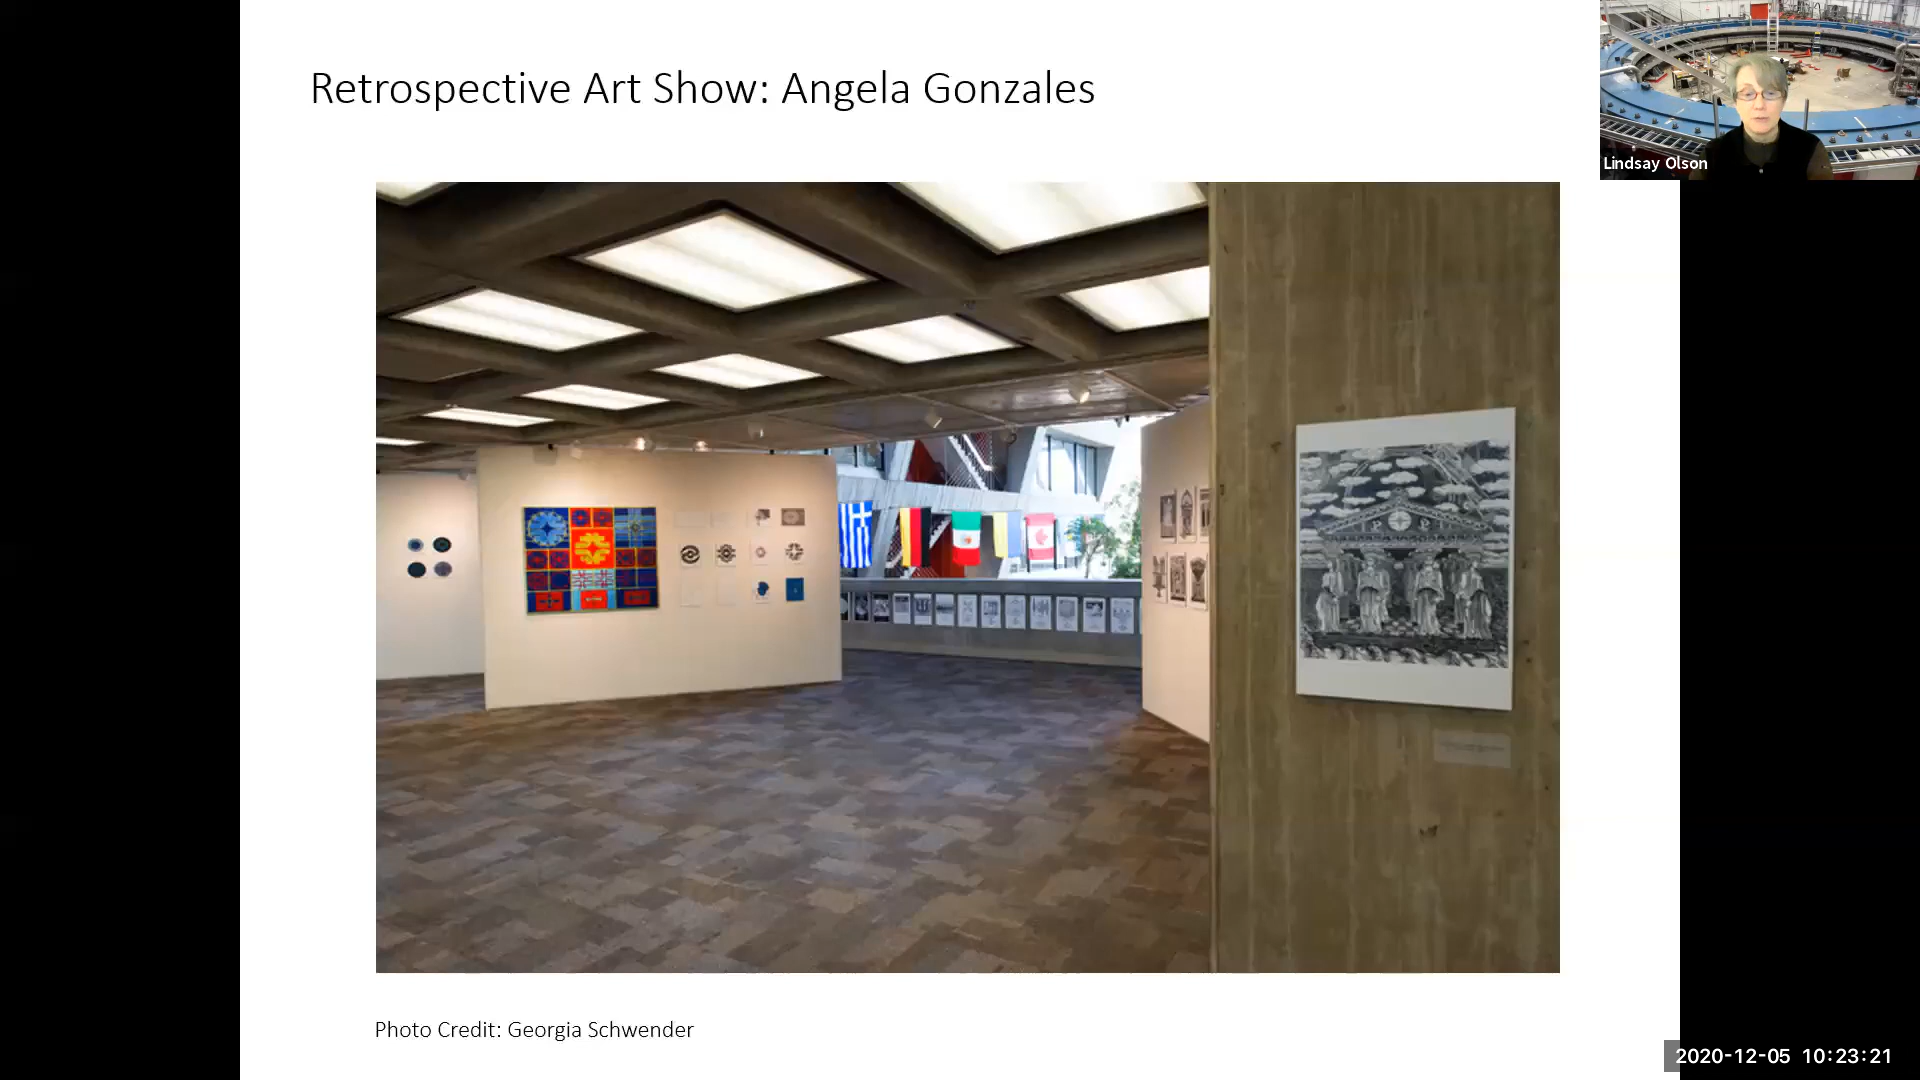 Retrospective Art Show: Angela Gonzales
Lindsay Olson
Photo Credit: Georgia Schwender
2020-12-05 10:23:21